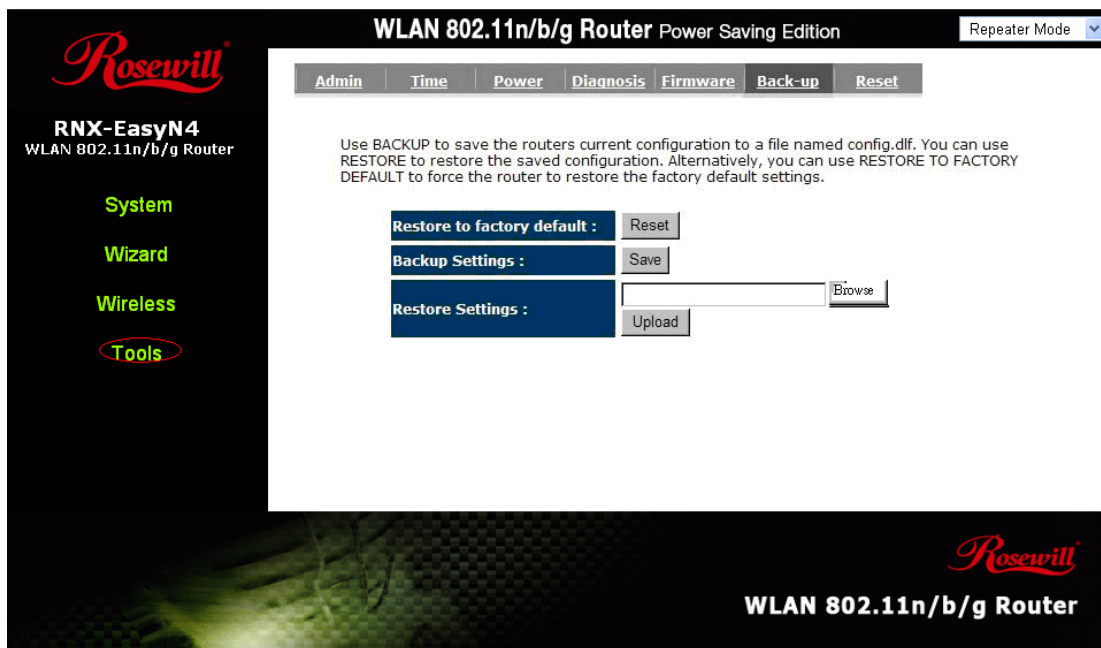 Rosewill
WLAN 802.11n/b/g Router Power Saving Edition
Repeater Mode
Admin Time Power Diagnosis Firmware Back-up Reset
RNX-EasyN4
WLAN 802.11n/b/g Router
System
Wizard
Wireless
Tools
Use BACKUP to save the routers current configuration to a file named config.dlf. You can use
RESTORE to restore the saved configuration. Alternatively, you can use RESTORE TO FACTORY
DEFAULT to force the router to restore the factory default settings.
Restore to factory default : Reset
Backup Settings : Save
Restore Settings : Browse
Upload
Rosewill
WLAN 802.11n/b/g Router